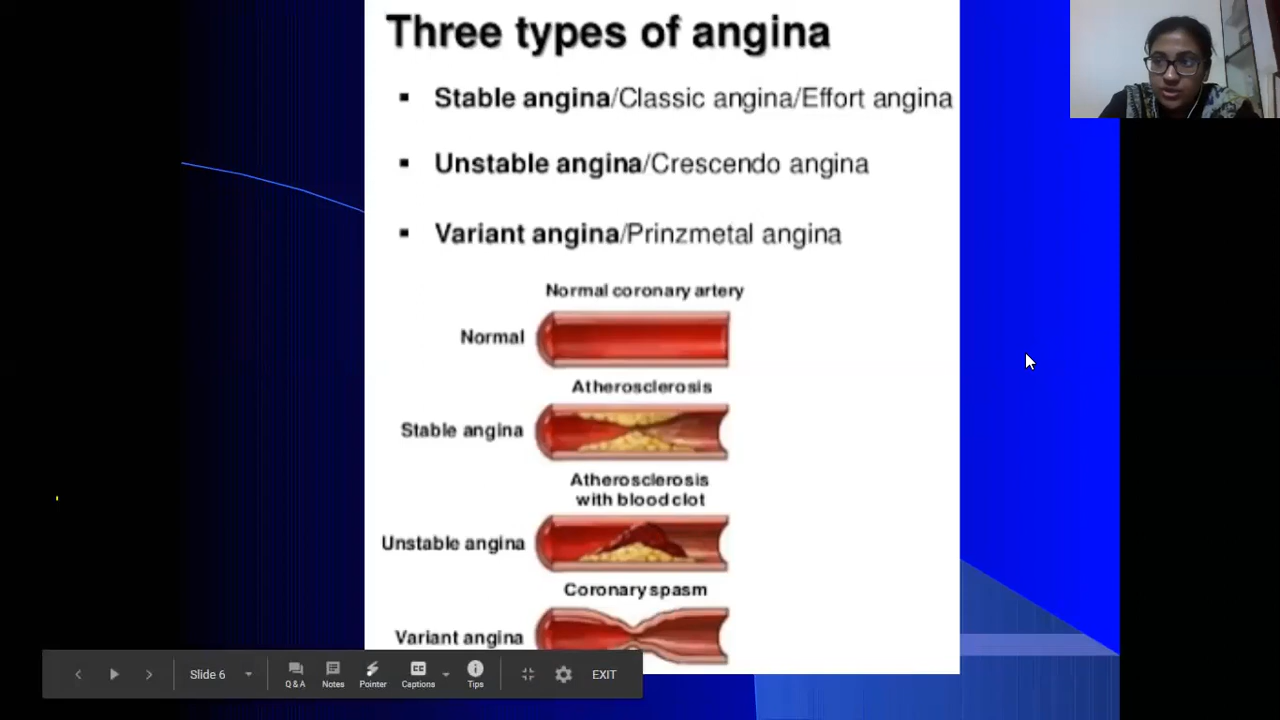 Three types of angina
▪ Stable angina/Classic angina/Effort angina
▪ Unstable angina/Crescendo angina
▪ Variant angina/Prinzmetal angina
Normal coronary artery
Normal
Atherosclerosis
Stable angina
Atherosclerosis
with blood clot
Unstable angina
Coronary spasm
Variant angina
Slide 6
Q & A
Notes
Pointer
CC
Captions
Tips
EXIT